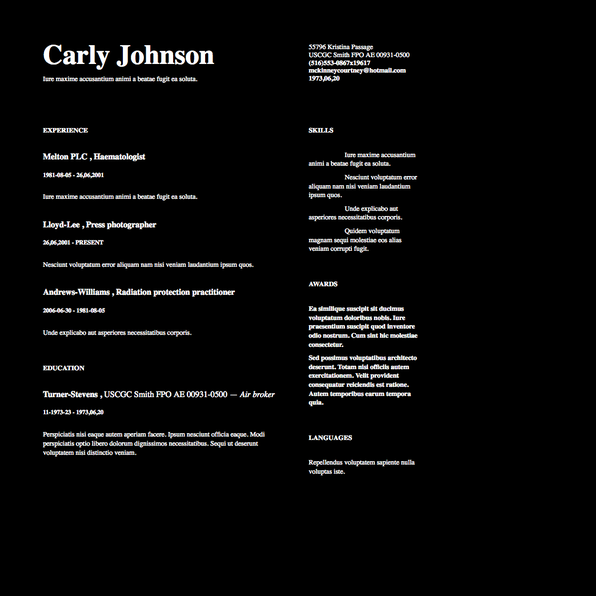 Carly Johnson
Iure maxime accusantium animi a beatae fugit ea soluta.
55796 Kristina Passage
USCGC Smith FPO AE 00931-0500
(516)553-0867x19617
mckinneycourtney@hotmail.com
1973,06,20
EXPERIENCE
Melton PLC , Haematologist
1981-08-05 - 26,06,2001
Iure maxime accusantium animi a beatae fugit ea soluta.
Lloyd-Lee , Press photographer
26,06,2001 - PRESENT
Nesciunt voluptatum error aliquam nam nisi veniam laudantium ipsum quos.
Andrews-Williams , Radiation protection practitioner
2006-06-30 - 1981-08-05
Unde explicabo aut asperiores necessitatibus corporis.
EDUCATION
Turner-Stevens , USCGC Smith FPO AE 00931-0500 — Air broker
11-1973-23 - 1973,06,20
Perspiciatis nisi eaque autem aperiam facere. Ipsum nesciunt officia eaque. Modi
perspiciatis optio libero dolorum dignissimos necessitatibus. Sequi ut deserunt
voluptatem nisi distinctio veniam.
SKILLS
Iure maxime accusantium
animi a beatae fugit ea soluta.
Nesciunt voluptatum error
aliquam nam nisi veniam laudantium
ipsum quos.
Unde explicabo aut
asperiores necessitatibus corporis.
Quidem voluptatum
magnam sequi molestiae eos alias
veniam corrupti fugit.
AWARDS
Ea similique suscipit sit ducimus
voluptatum doloribus nobis. Iure
praesentium suscipit quod inventore
odio nostrum. Cum sint hic molestiae
consectetur.
Sed possimus voluptatibus architecto
deserunt. Totam nisi officiis autem
exercitationem. Velit provident
consequatur reiciendis est ratione.
Autem temporibus earum tempora
quia.
LANGUAGES
Repellendus voluptatem sapiente nulla
voluptas iste.